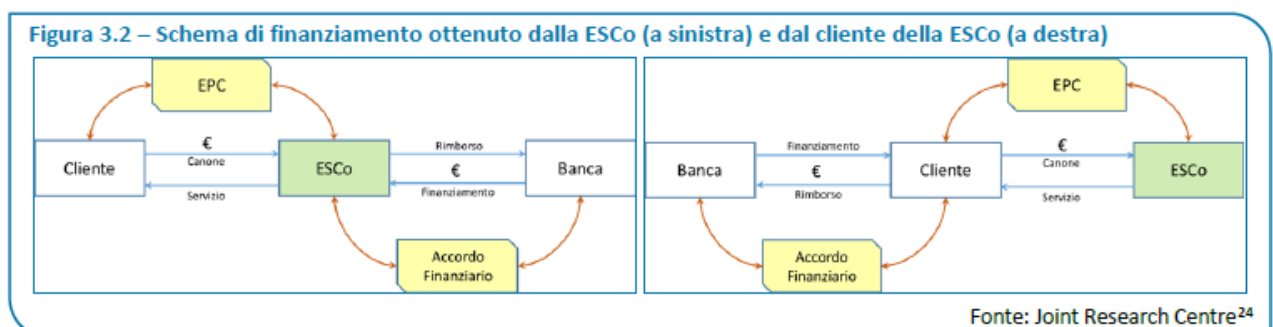 Figura 3.2 – Schema di finanziamento ottenuto dalla ESCo (a sinistra) e dal cliente della ESCo (a destra)
EPC
Cliente
€
Canone
Servizio
ESCo
Rimborso
€
Finanziamento
Banca
Accordo
Finanziario
EPC
Banca
Finanziamento
€
Rimborso
Cliente
€
Canone
Servizio
ESCo
Accordo
Finanziario
Fonte: Joint Research Centre²⁴